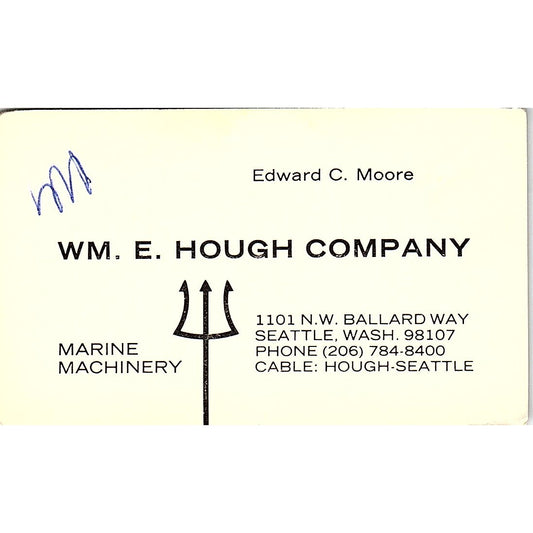 Edward C. Moore
WM. E. HOUGH COMPANY
MARINE
MACHINERY
1101 N.W. BALLARD WAY
SEATTLE, WASH. 98107
PHONE (206) 784-8400
CABLE: HOUGH-SEATTLE